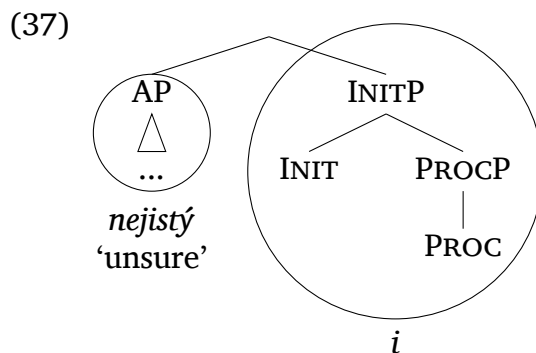 (37)
AP INITP
... INIT PROCP
nejistý PROC
‘unsure’
i